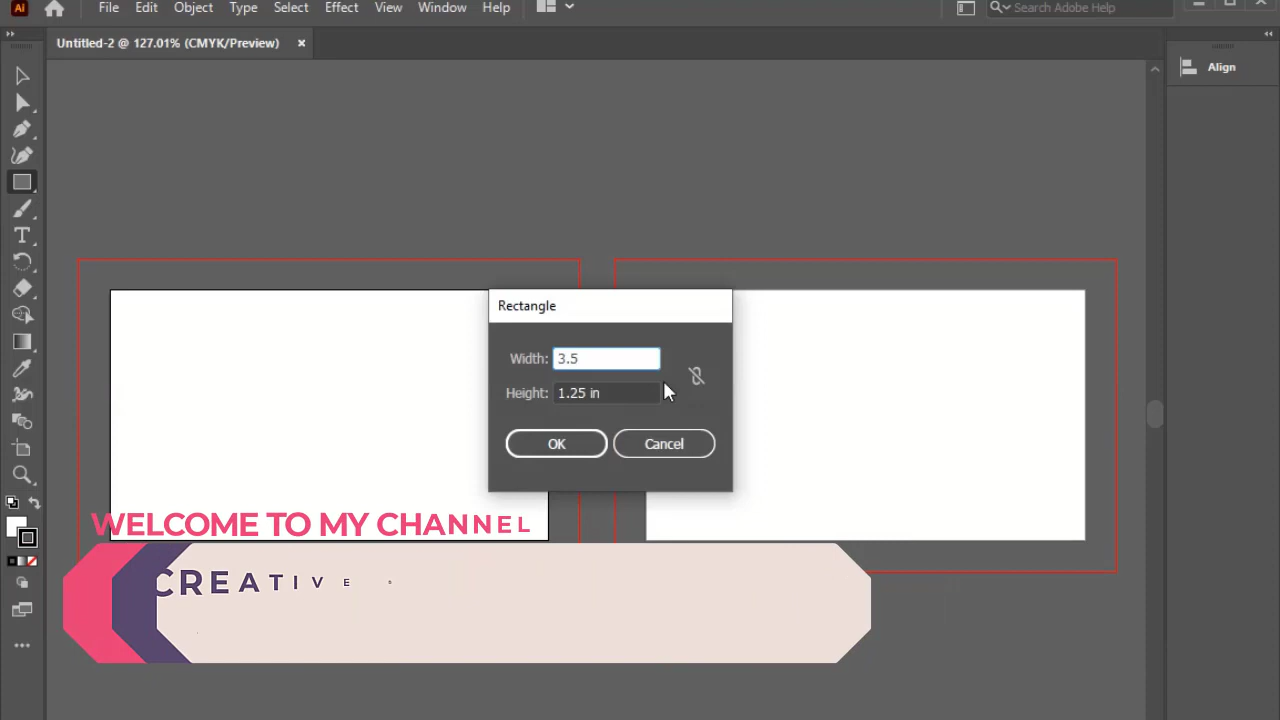 Ai File Edit Object Type Select Effect View Window Help Search Adobe Help
Untitled-2 @ 127.01% (CMYK/Preview) ×
Align
Rectangle
Width: 3.5
Height: 1.25 in
OK Cancel
WELCOME TO MY CHANNEL
CREATIVE